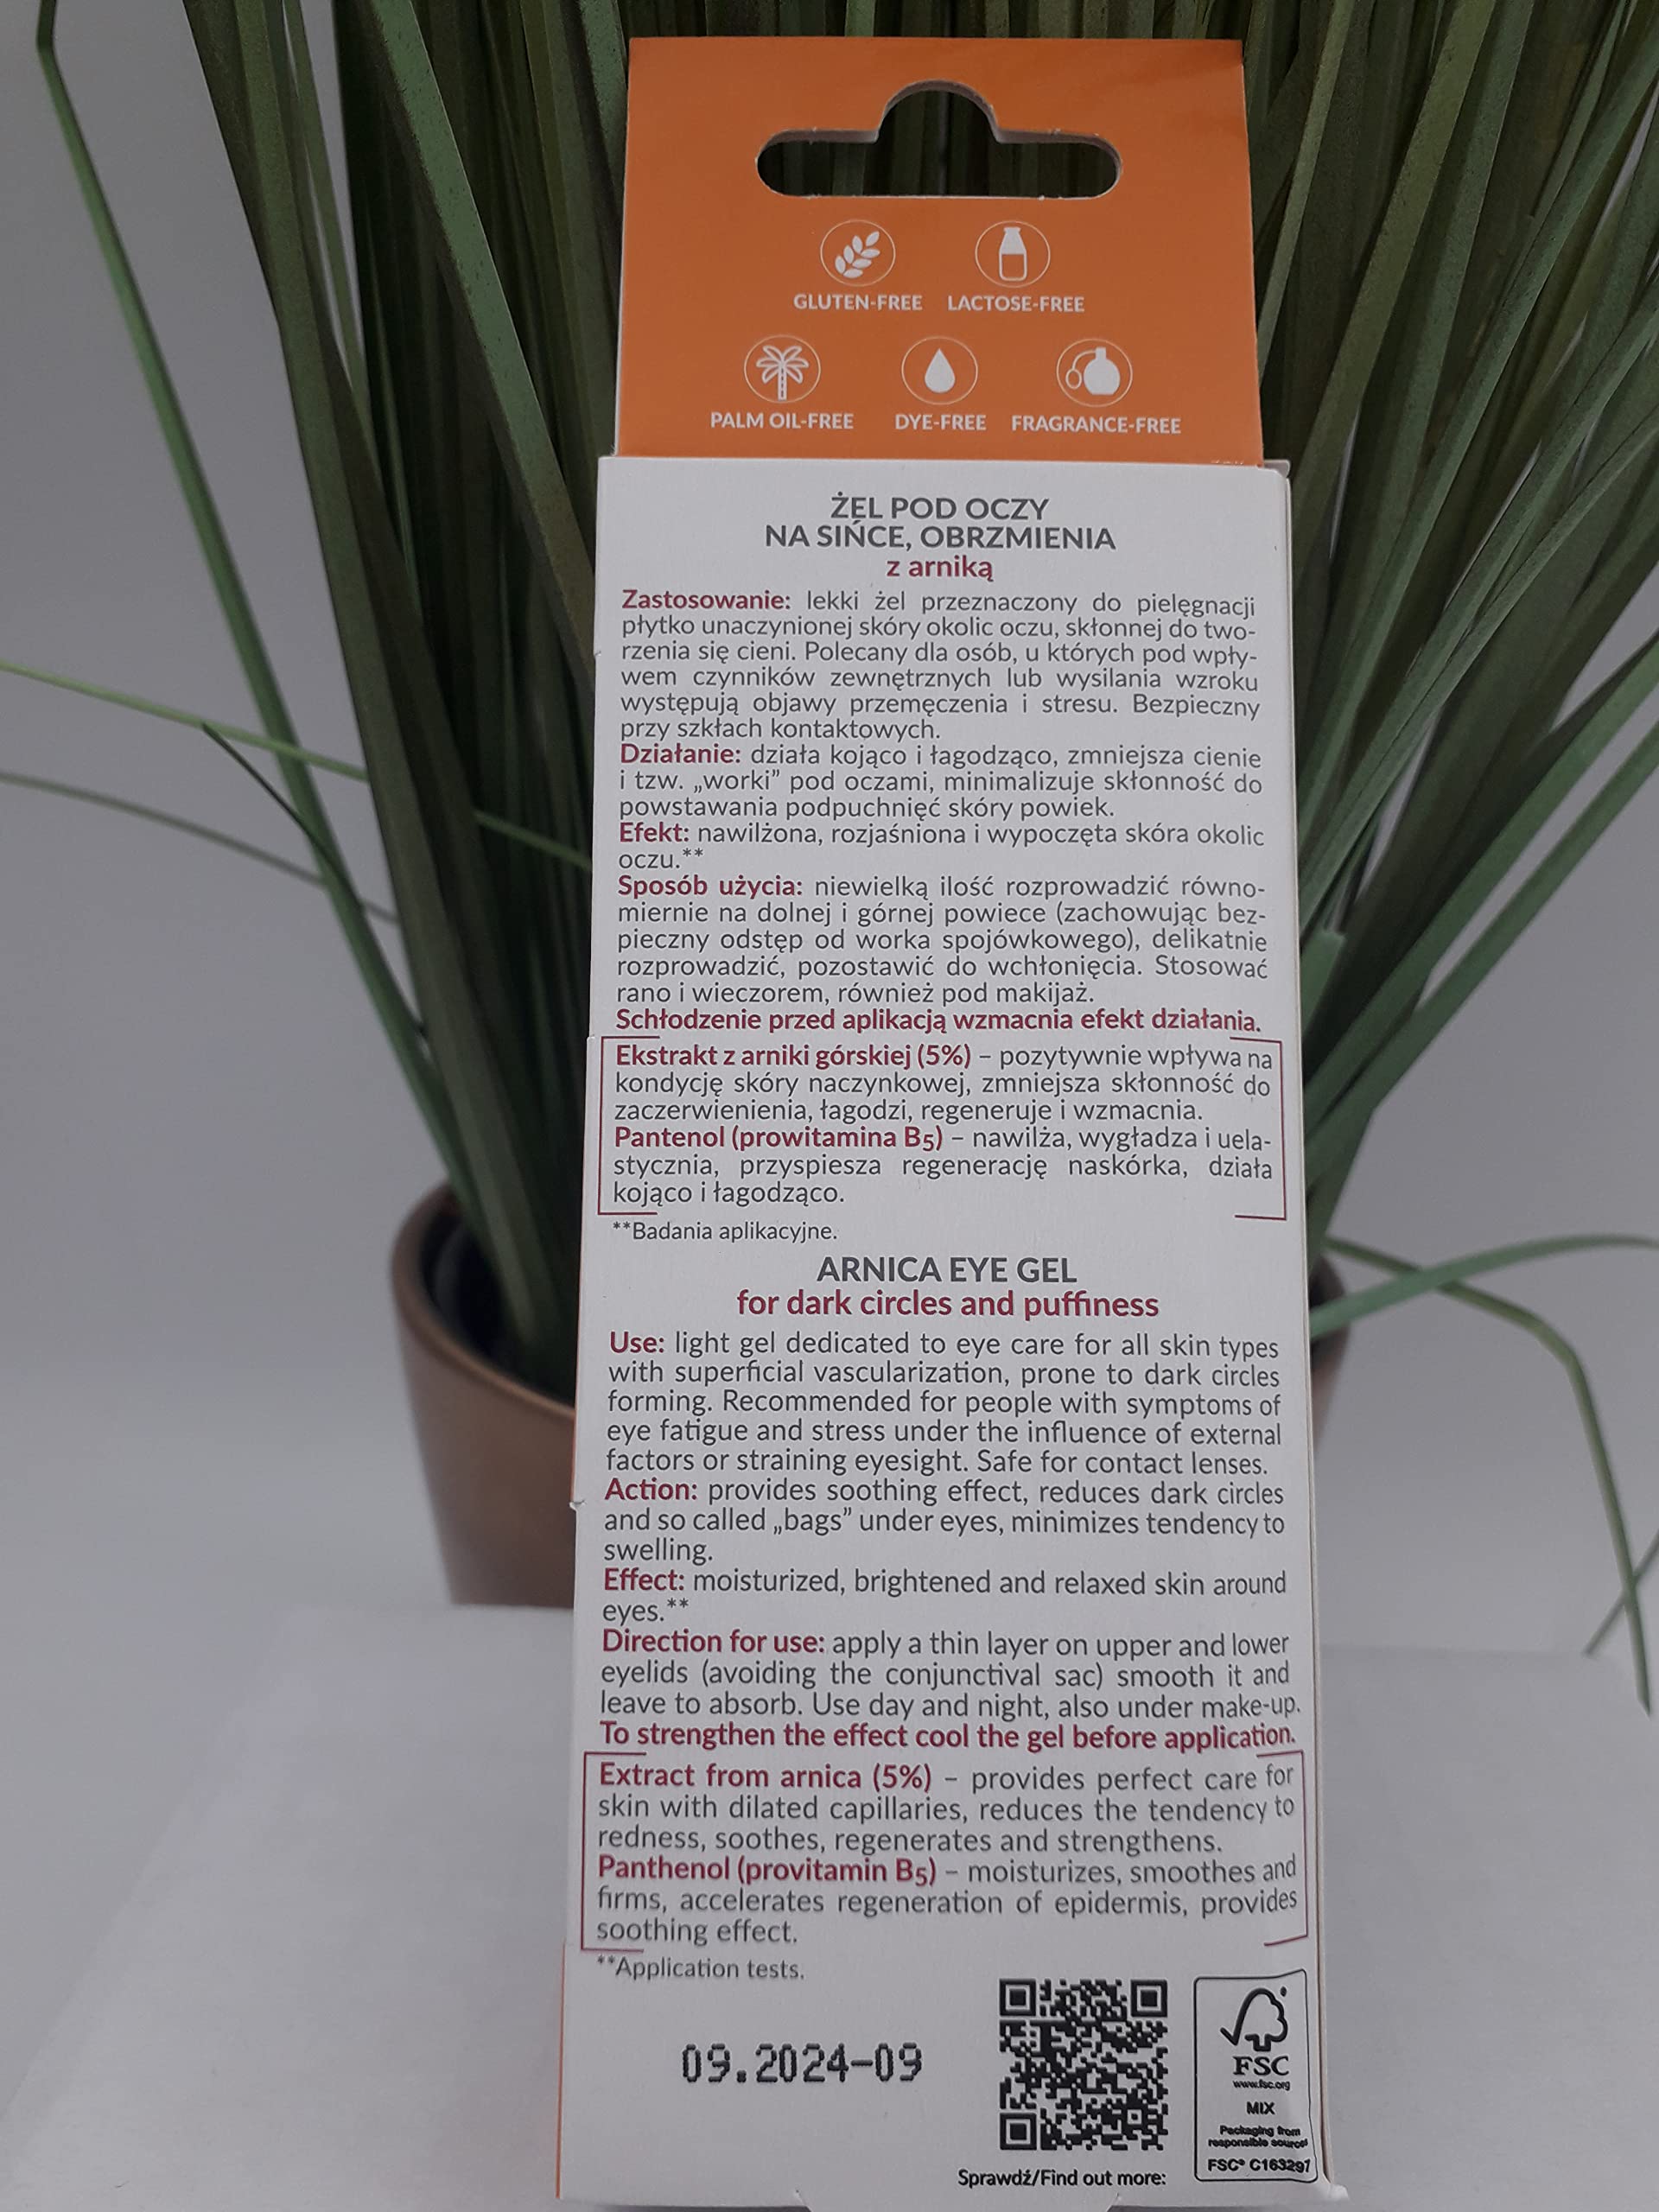 GLUTEN-FREE LACTOSE-FREE
PALM OIL-FREE DYE-FREE FRAGRANCE-FREE
ŻEL POD OCZY
NA SIŃCE, OBRZMIENIA
z arniką
Zastosowanie: lekki żel przeznaczony do pielęgnacji
płytko unaczynionej skóry okolic oczu, skłonnej do two-
rzenia się cieni. Polecany dla osób, u których pod wpły-
wem czynników zewnętrznych lub wysilania wzroku
występują objawy przemęczenia i stresu. Bezpieczny
przy szkłach kontaktowych.
Działanie: działa kojąco i łagodząco, zmniejsza cienie
i tzw. „worki” pod oczami, minimalizuje skłonność do
powstawania podpuchnięć skóry powiek.
Efekt: nawilżona, rozjaśniona i wypoczęta skóra okolic
oczu.**
Sposób użycia: niewielką ilość rozprowadzić równo-
miernie na dolnej i górnej powiece (zachowując bez-
pieczny odstęp od worka spojówkowego), delikatnie
rozprowadzić, pozostawić do wchłonięcia. Stosować
rano i wieczorem, również pod makijaż.
Schłodzenie przed aplikacją wzmacnia efekt działania.
Ekstrakt z arniki górskiej (5%) – pozytywnie wpływa na
kondycję skóry naczynkowej, zmniejsza skłonność do
zaczerwienienia, łagodzi, regeneruje i wzmacnia.
Pantenol (prowitamina B5) – nawilża, wygładza i uela-
stycznia, przyspiesza regenerację naskórka, działa
kojąco i łagodząco.
**Badania aplikacyjne.
ARNICA EYE GEL
for dark circles and puffiness
Use: light gel dedicated to eye care for all skin types
with superficial vascularization, prone to dark circles
forming. Recommended for people with symptoms of
eye fatigue and stress under the influence of external
factors or straining eyesight. Safe for contact lenses.
Action: provides soothing effect, reduces dark circles
and so called „bags” under eyes, minimizes tendency to
swelling.
Effect: moisturized, brightened and relaxed skin around
eyes.**
Direction for use: apply a thin layer on upper and lower
eyelids (avoiding the conjunctival sac) smooth it and
leave to absorb. Use day and night, also under make-up.
To strengthen the effect cool the gel before application.
Extract from arnica (5%) – provides perfect care for
skin with dilated capillaries, reduces the tendency to
redness, soothes, regenerates and strengthens.
Panthenol (provitamin B5) – moisturizes, smoothes and
firms, accelerates regeneration of epidermis, provides
soothing effect.
**Application tests.
09.2024-09
Sprawdź/Find out more:
FSC
www.fsc.org
MIX
Packaging from
responsible sources
FSC® C163297